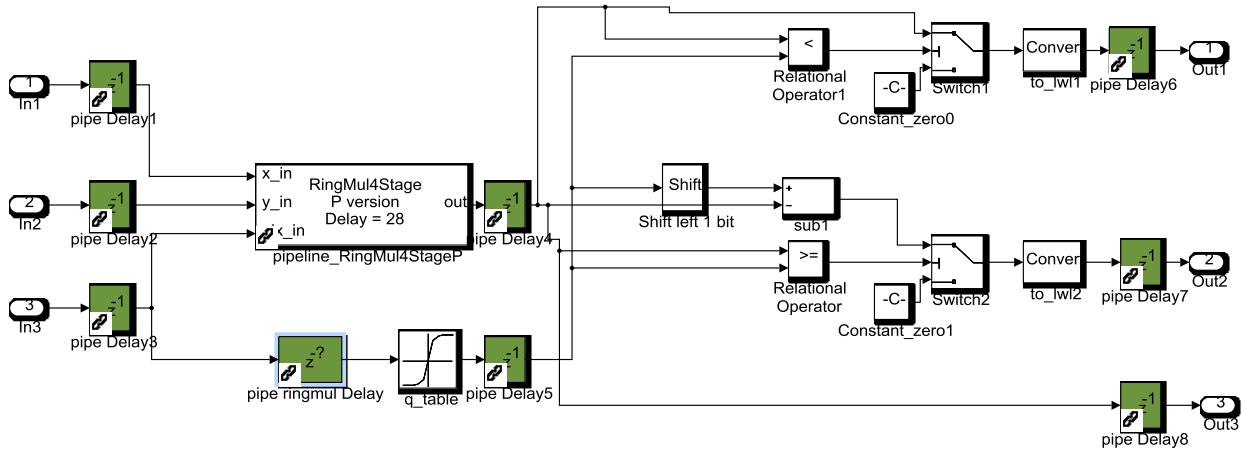 1
In1
z-1
pipe Delay1
2
In2
z-1
pipe Delay2
3
In3
z-1
pipe Delay3
x_in
y_in
ix_in
RingMul4Stage
P version
Delay = 28
out
pipeline_RingMul4StageP
z-1
pipe Delay4
z-?
pipe ringmul Delay
q_table
z-1
pipe Delay5
<
Relational
Operator1
-C-
Constant_zero0
Switch1
Conver
to_lwl1
z-1
pipe Delay6
1
Out1
Shift
Shift left 1 bit
+
−
sub1
>=
Relational
Operator
-C-
Constant_zero1
Switch2
Conver
to_lwl2
z-1
pipe Delay7
2
Out2
z-1
pipe Delay8
3
Out3